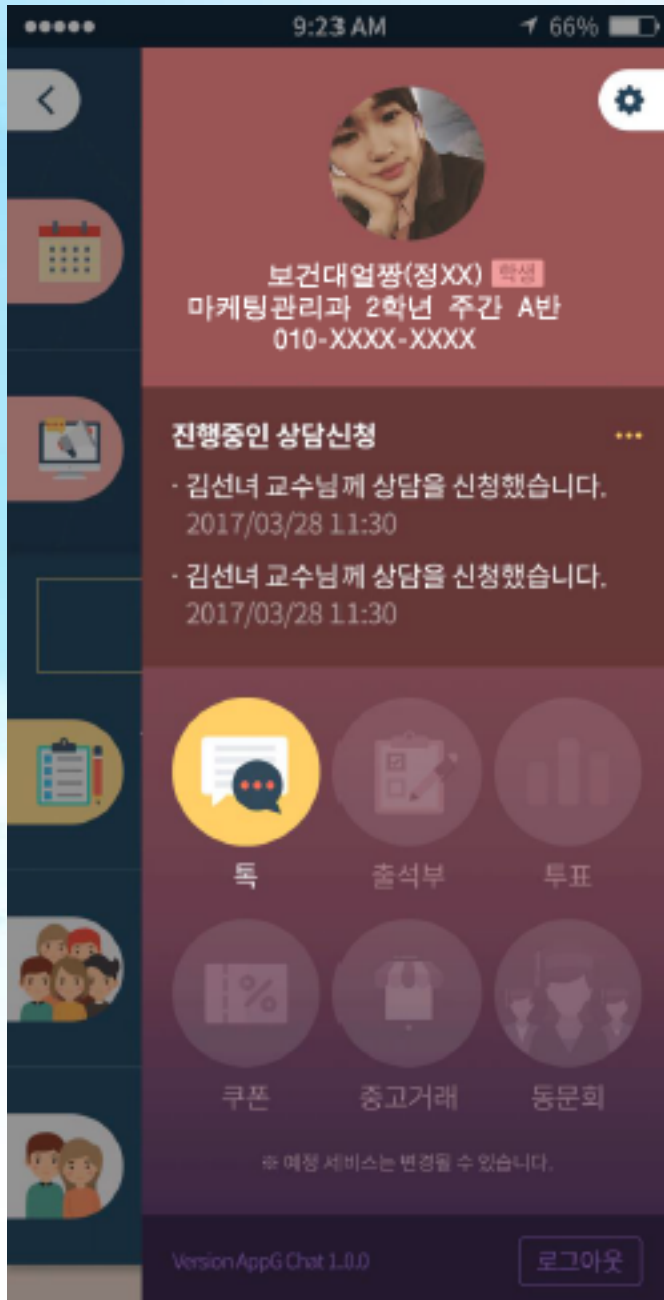 9:23 AM
66%
보건대얼짱(정XX) 학생
마케팅관리과 2학년 주간 A반
010-XXXX-XXXX
진행중인 상담신청
· 김선녀 교수님께 상담을 신청했습니다.
2017/03/28 11:30
· 김선녀 교수님께 상담을 신청했습니다.
2017/03/28 11:30
톡
출석부
투표
쿠폰
중고거래
동문회
※ 예정 서비스는 변경될 수 있습니다.
Version AppG Chat 1.0.0
로그아웃